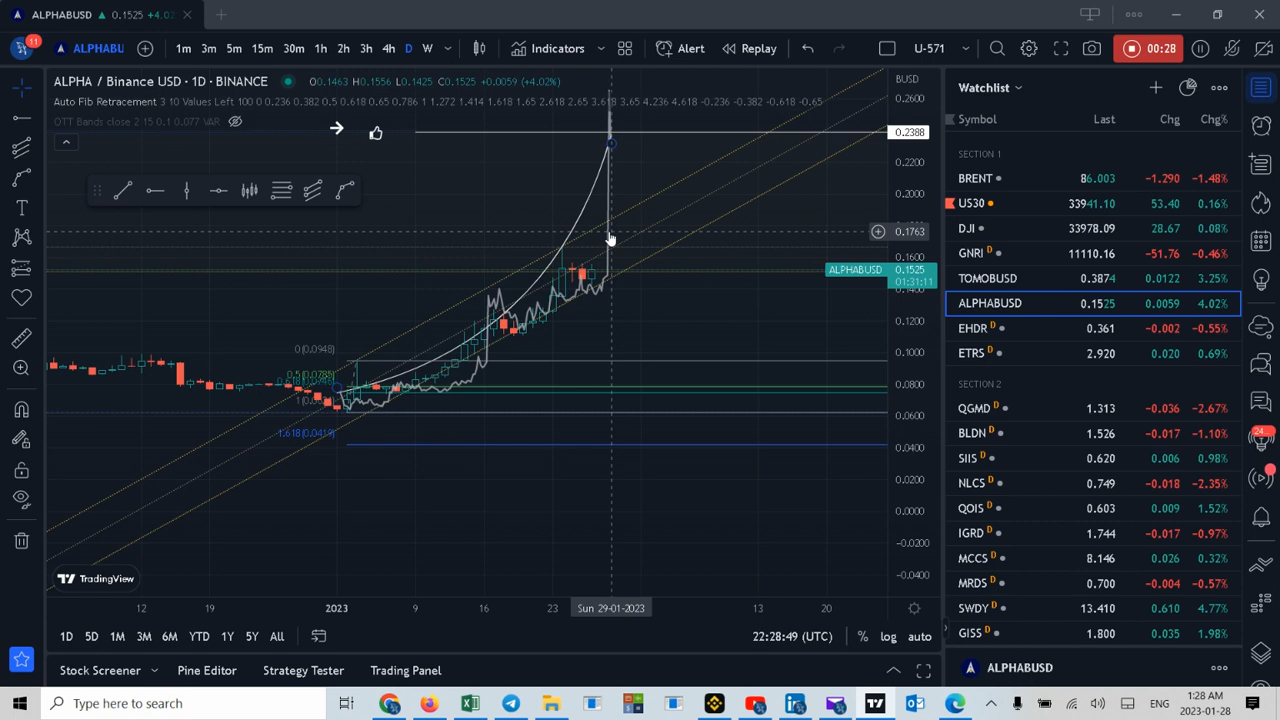 ALPHABUSD ▲ 0.1525 +4.02%
11
ALPHABU
1m 3m 5m 15m 30m 1h 2h 3h 4h D W
Indicators
Alert
Replay
U-571
00:28
ALPHA / Binance USD · 1D · BINANCE
O0.1463 H0.1556 L0.1425 C0.1525 +0.0059 (+4.02%)
Auto Fib Retracement 3 10 Values Left 100 0 0.236 0.382 0.5 0.618 0.65 0.786 1 1.272 1.414 1.618 1.65 2.618 2.65 3.618 3.65 4.236 4.618 -0.236 -0.382 -0.618 -0.65
OTT Bands close 2 15 0.1 0.077 VAR
BUSD
0.2600
0.2388
0.2200
0.2000
0.1763
0.1600
ALPHABUSD 0.1525
01:31:11
0.1200
0.1000
0.0800
0.0600
0.0400
0.0200
0.0000
−0.0200
−0.0400
0(0.0948)
0.5(0.0785)
1.618(0.0419)
TradingView
12 19 2023 9 16 23 Sun 29-01-2023 13 20
1D 5D 1M 3M 6M YTD 1Y 5Y All
22:28:49 (UTC)
% log auto
Stock Screener
Pine Editor
Strategy Tester
Trading Panel
Watchlist
Symbol Last Chg Chg%
SECTION 1
BRENT 86.003 −1.290 −1.48%
US30 33941.10 53.40 0.16%
DJI 33978.09 28.67 0.08%
GNRI 11110.16 −51.76 −0.46%
TOMOBUSD 0.3874 0.0122 3.25%
ALPHABUSD 0.1525 0.0059 4.02%
EHDR D 0.361 −0.002 −0.55%
ETRS D 2.920 0.020 0.69%
SECTION 2
QGMD D 1.313 −0.036 −2.67%
BLDN D 1.526 −0.017 −1.10%
SIIS D 0.620 0.006 0.98%
NLCS D 0.749 −0.018 −2.35%
QOIS D 0.603 0.009 1.52%
IGRD D 1.744 −0.017 −0.97%
MCCS D 8.146 0.026 0.32%
MRDS D 0.700 −0.004 −0.57%
SWDY D 13.410 0.610 4.77%
GISS D 1.800 0.035 1.98%
ALPHABUSD
Type here to search
ENG
1:28 AM
2023-01-28